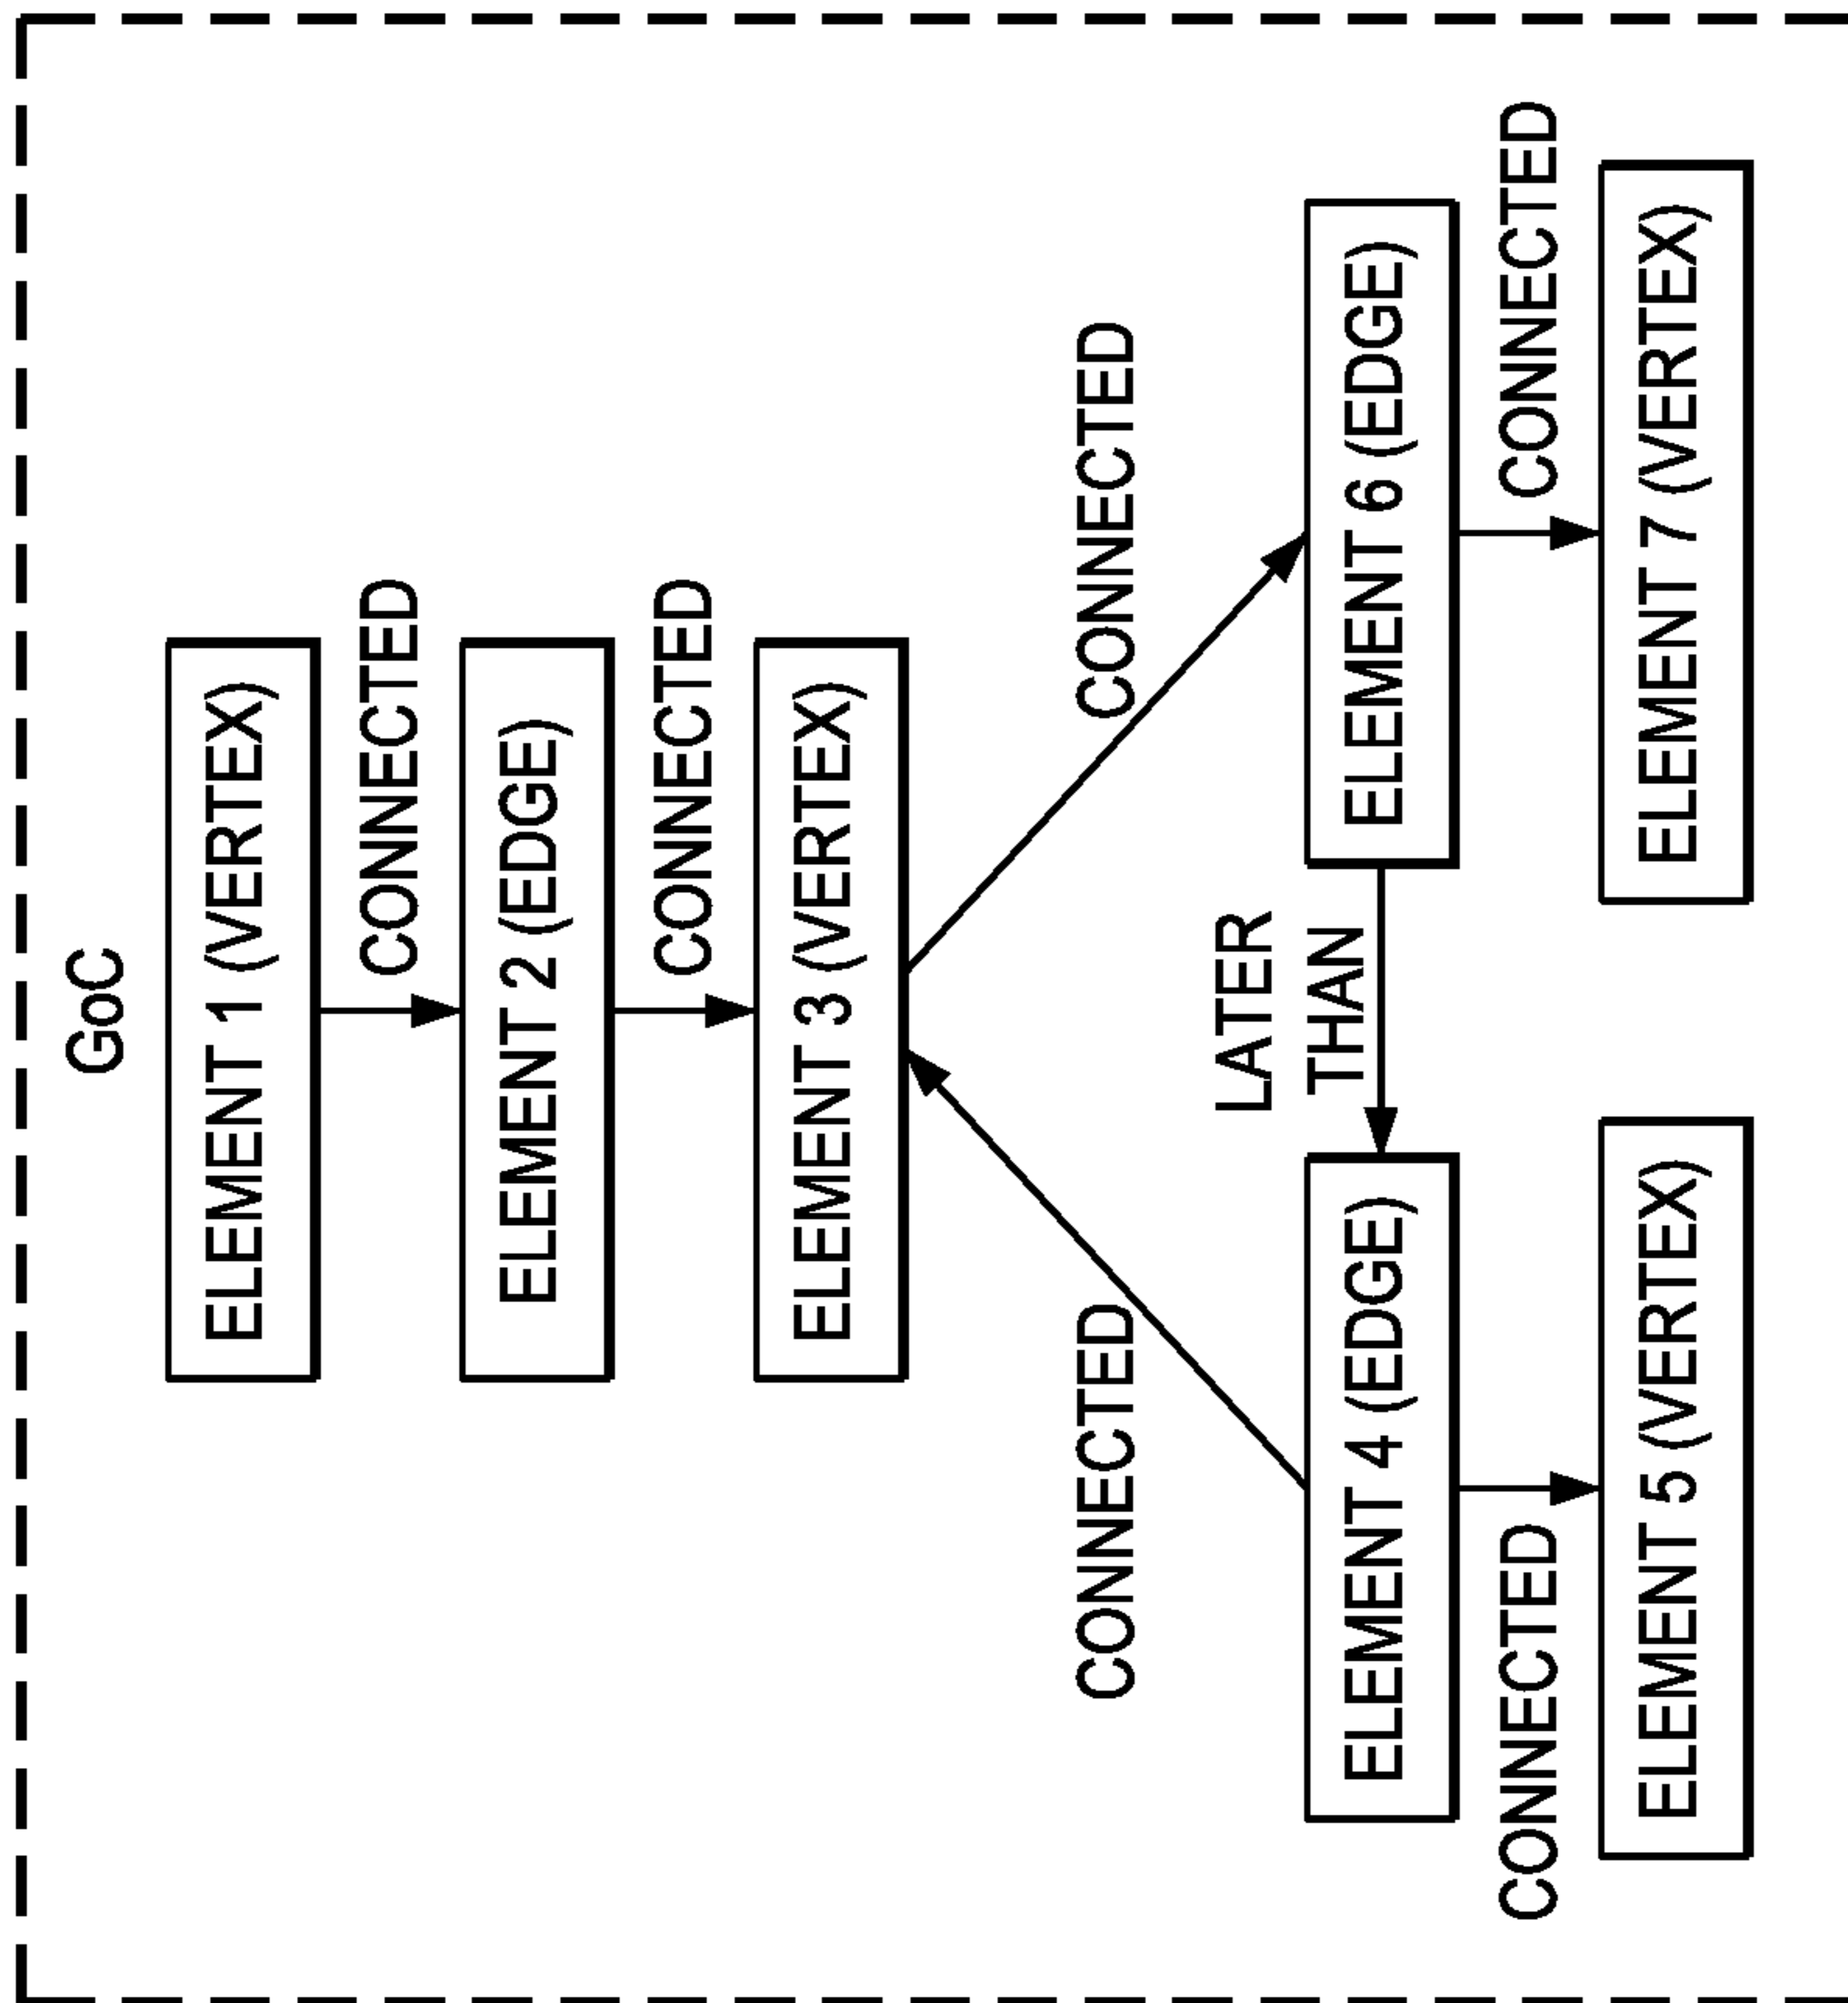 GoC
ELEMENT 1 (VERTEX)
CONNECTED
ELEMENT 2 (EDGE)
CONNECTED
ELEMENT 3 (VERTEX)
CONNECTED
CONNECTED
LATER
THAN
ELEMENT 4 (EDGE)
ELEMENT 6 (EDGE)
CONNECTED
CONNECTED
ELEMENT 5 (VERTEX)
ELEMENT 7 (VERTEX)